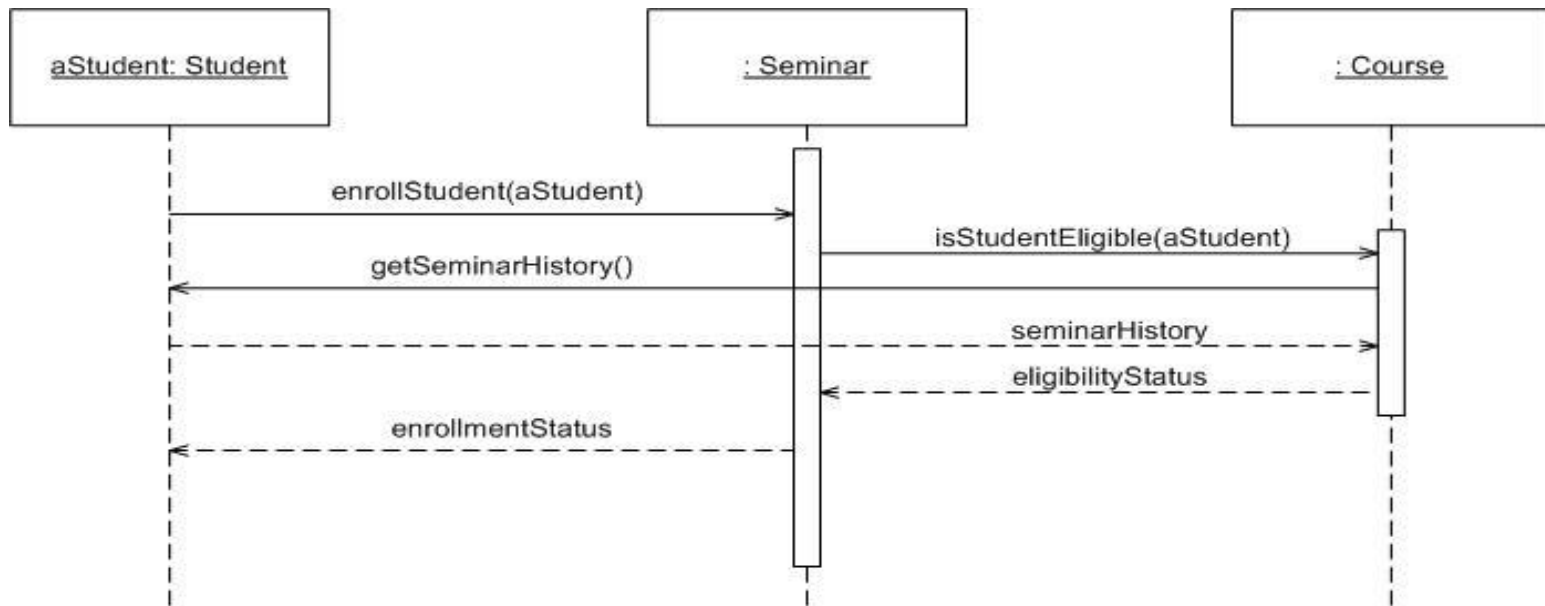 aStudent: Student
: Seminar
: Course
enrollStudent(aStudent)
isStudentEligible(aStudent)
getSeminarHistory()
seminarHistory
eligibilityStatus
enrollmentStatus